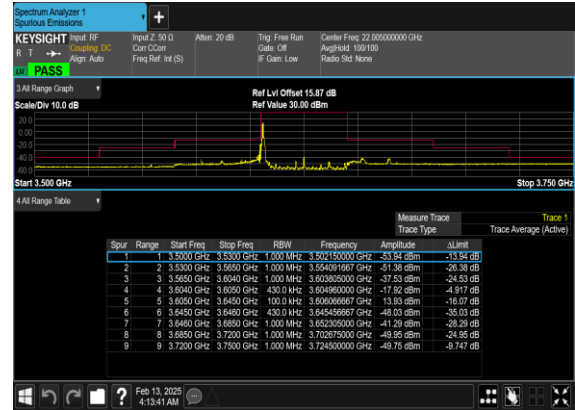 Spectrum Analyzer 1
Spurious Emissions
KEYSIGHT Input: RF Input Z: 50 Ω Atten: 20 dB Trig: Free Run Center Freq: 22.005000000 GHz
R T Coupling: DC Corr CCorr Gate: Off Avg|Hold: 100/100
Align: Auto Freq Ref: Int (S) IF Gain: Low Radio Std: None
PASS
3 All Range Graph
Ref Lvl Offset 15.87 dB
Scale/Div 10.0 dB Ref Value 30.00 dBm
20.0
0.00
-20.0
-40.0
-60.0
Start 3.500 GHz Stop 3.750 GHz
4 All Range Table
Measure Trace Trace 1
Trace Type Trace Average (Active)
Spur Range Start Freq Stop Freq RBW Frequency Amplitude ΔLimit
1 1 3.5000 GHz 3.5300 GHz 1.000 MHz 3.502150000 GHz -53.94 dBm -13.94 dB
2 2 3.5300 GHz 3.5650 GHz 1.000 MHz 3.554091667 GHz -51.38 dBm -26.38 dB
3 3 3.5650 GHz 3.6040 GHz 1.000 MHz 3.603805000 GHz -37.53 dBm -24.53 dB
4 4 3.6040 GHz 3.6050 GHz 430.0 kHz 3.604960000 GHz -17.92 dBm -4.917 dB
5 5 3.6050 GHz 3.6450 GHz 100.0 kHz 3.606066667 GHz 13.93 dBm -16.07 dB
6 6 3.6450 GHz 3.6460 GHz 430.0 kHz 3.645456667 GHz -48.03 dBm -35.03 dB
7 7 3.6460 GHz 3.6850 GHz 1.000 MHz 3.652305000 GHz -41.29 dBm -28.29 dB
8 8 3.6850 GHz 3.7200 GHz 1.000 MHz 3.702675000 GHz -49.95 dBm -24.95 dB
9 9 3.7200 GHz 3.7500 GHz 1.000 MHz 3.724500000 GHz -49.75 dBm -9.747 dB
Feb 13, 2025
4:13:41 AM